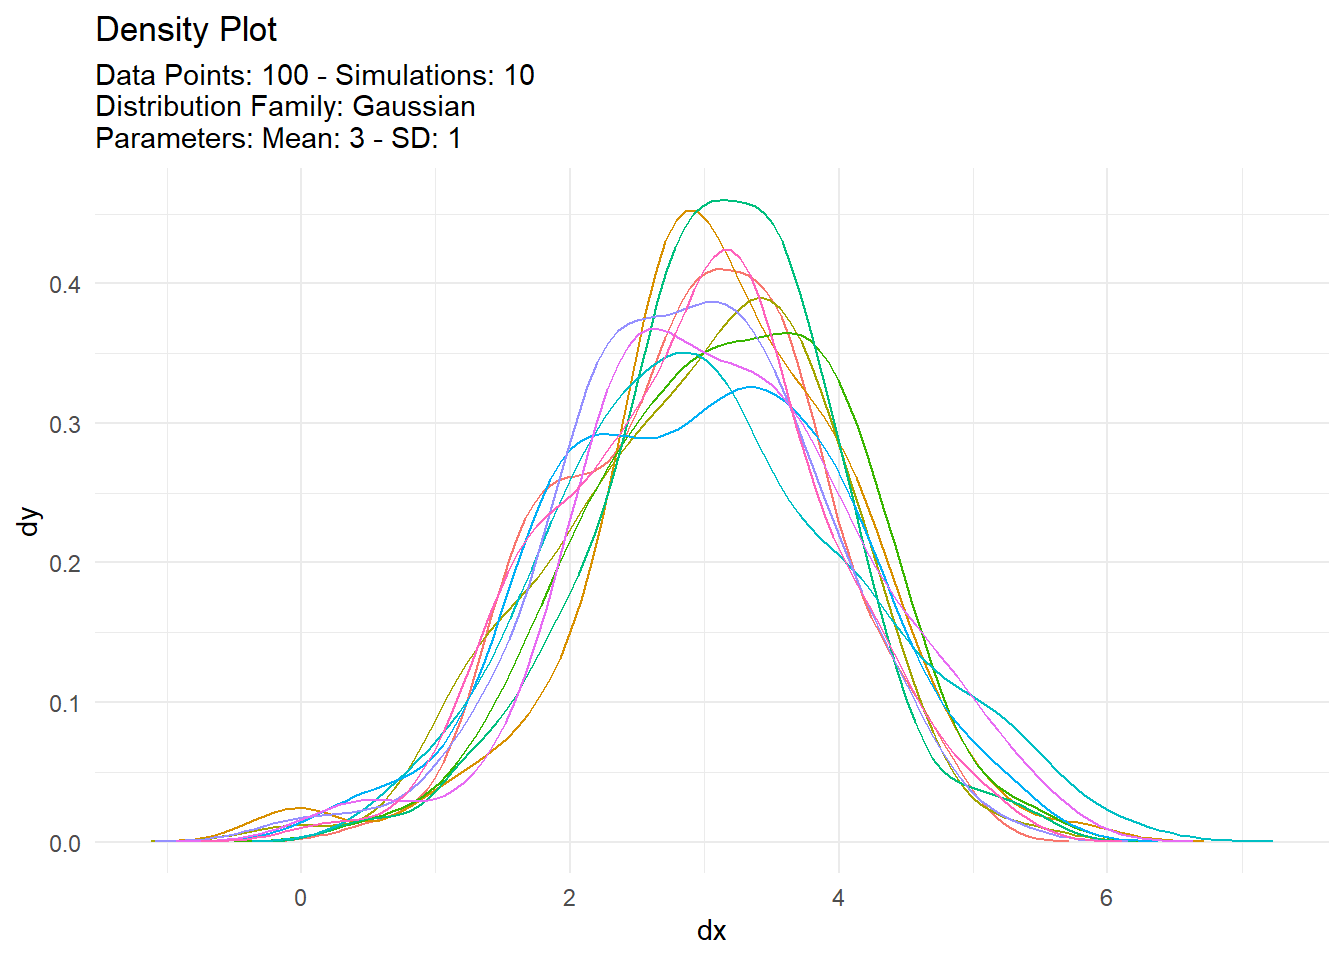 Density Plot
Data Points: 100 - Simulations: 10
Distribution Family: Gaussian
Parameters: Mean: 3 - SD: 1
0.4
0.3
0.2
0.1
0.0
dy
0 2 4 6
dx